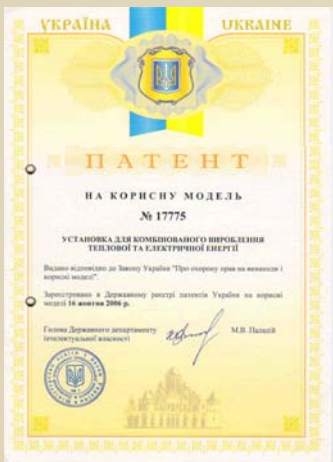 УКРАЇНА
UKRAINE
ПАТЕНТ
НА КОРИСНУ МОДЕЛЬ
№ 17775
УСТАНОВКА ДЛЯ КОМБІНОВАНОГО ВИРОБЛЕННЯ
ТЕПЛОВОЇ ТА ЕЛЕКТРИЧНОЇ ЕНЕРГІЇ
Видано відповідно до Закону України "Про охорону прав на винаходи і
корисні моделі".
Зареєстровано в Державному реєстрі патентів України на корисні
моделі 16 жовтня 2006 р.
Голова Державного департаменту
інтелектуальної власності
М.В. Паладій